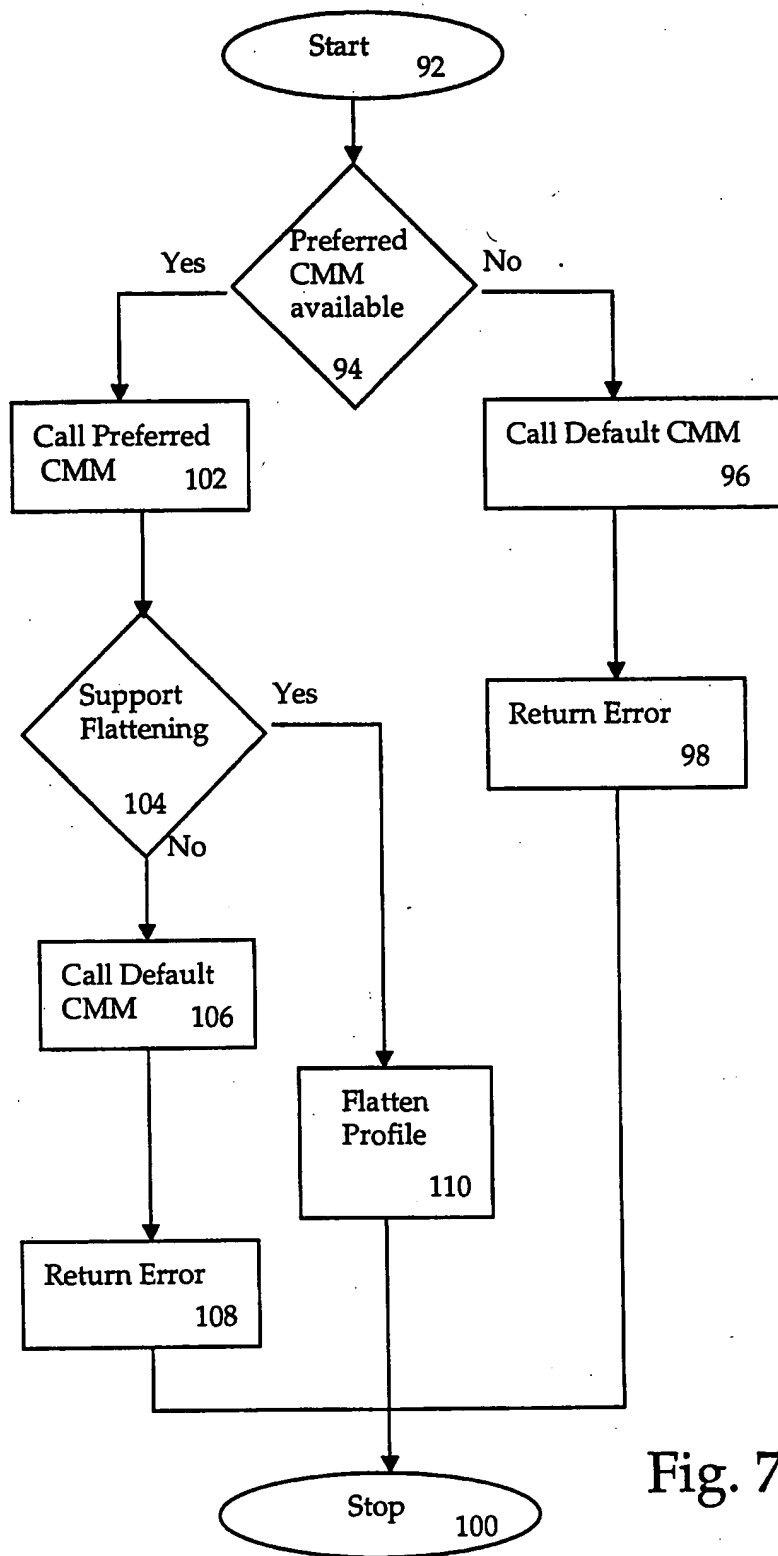 Start
92
Preferred
CMM
available
94
Yes
No
Call Preferred
CMM
102
Call Default CMM
96
Support
Flattening
104
Yes
No
Return Error
98
Call Default
CMM
106
Flatten
Profile
110
Return Error
108
Stop
100
Fig. 7